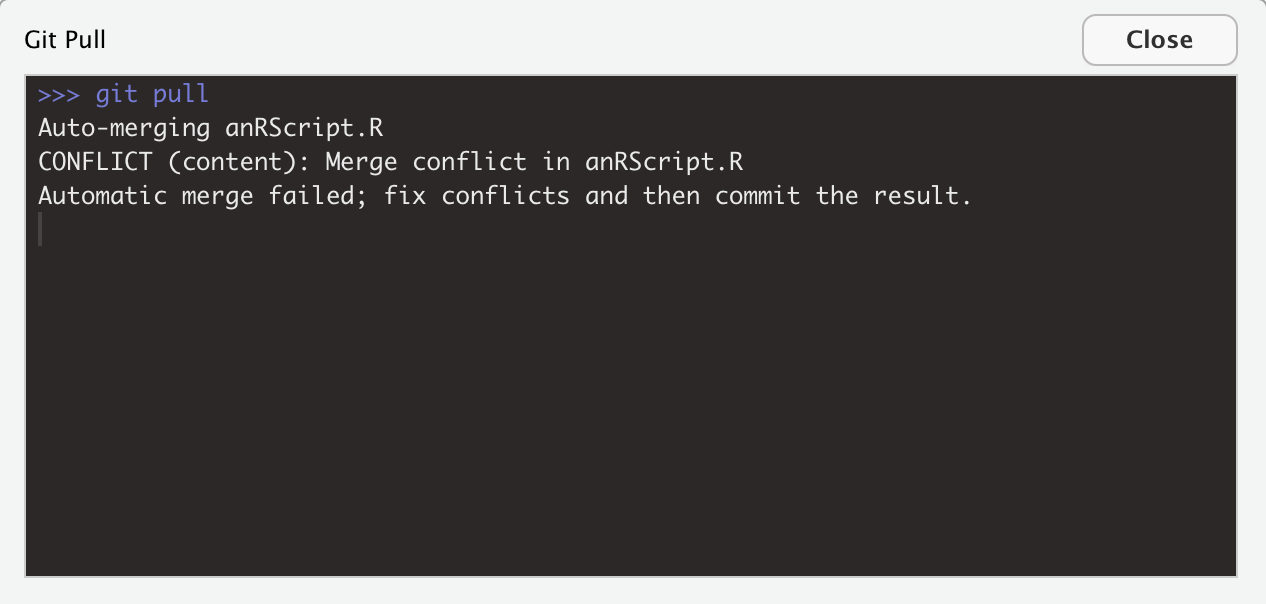 Git Pull
Close
>>> git pull
Auto-merging anRScript.R
CONFLICT (content): Merge conflict in anRScript.R
Automatic merge failed; fix conflicts and then commit the result.